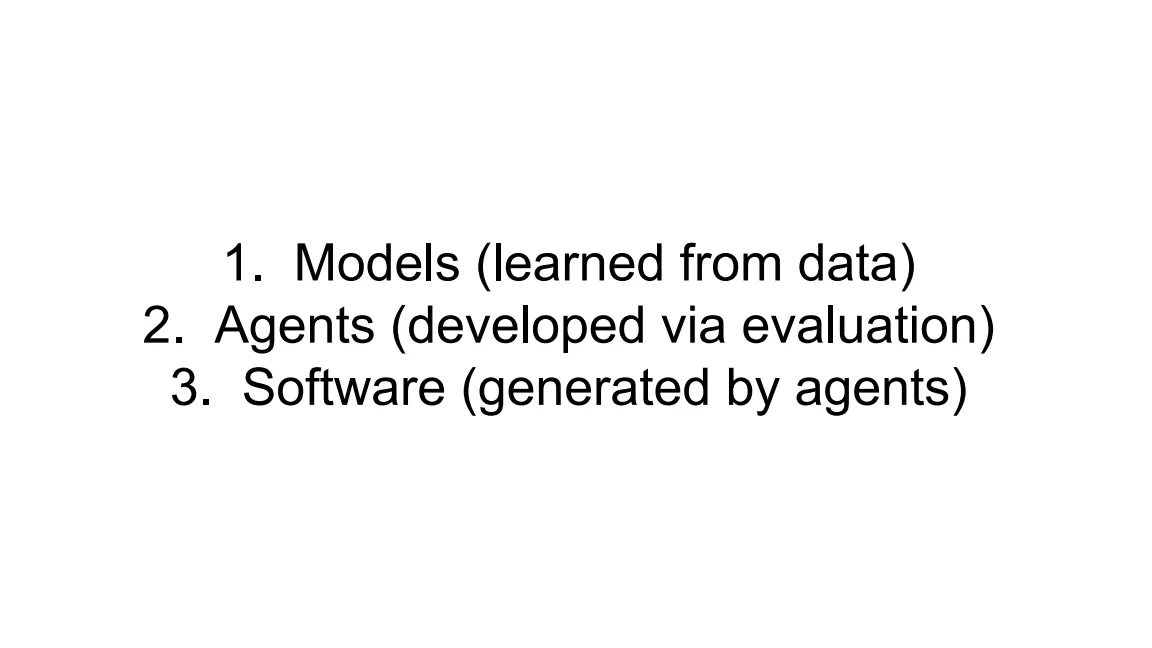 1. Models (learned from data)
2. Agents (developed via evaluation)
3. Software (generated by agents)